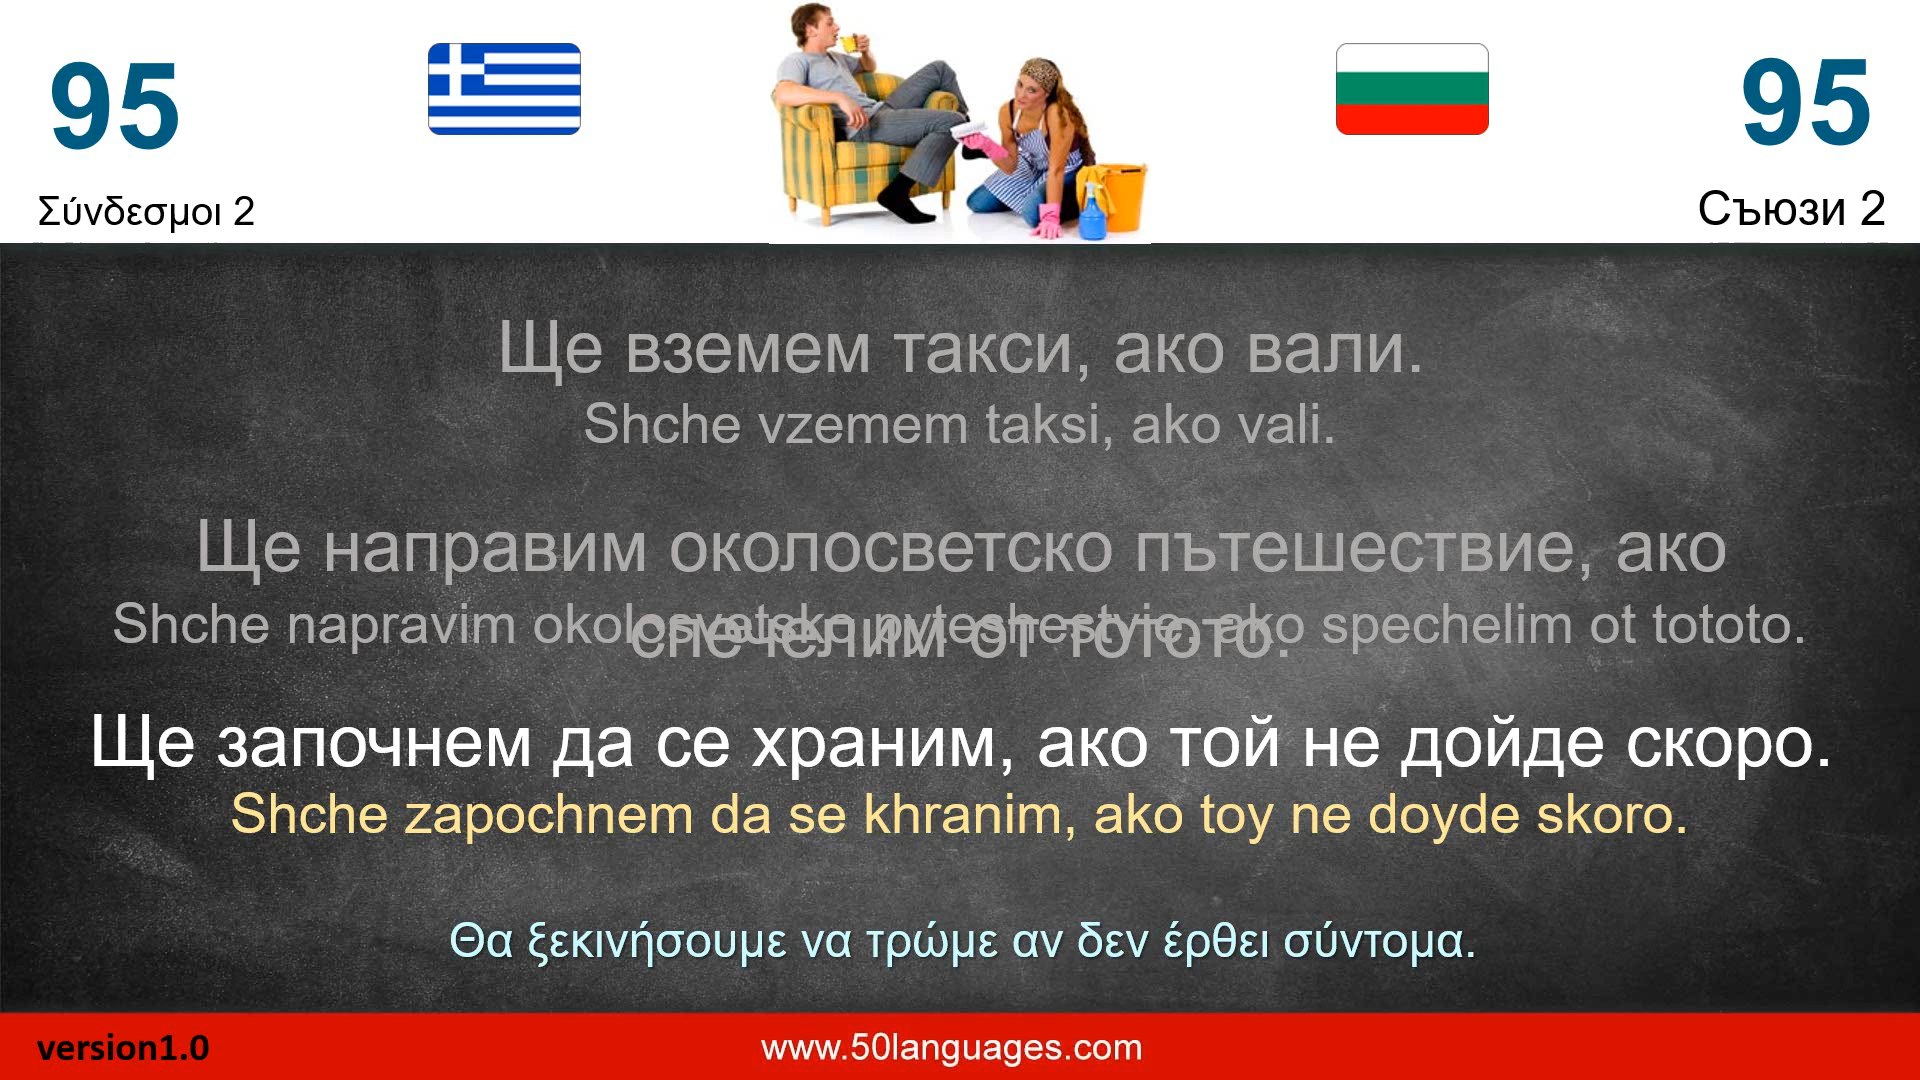 95
95
Σύνδεσμοι 2
Съюзи 2
Ще вземем такси, ако вали.
Shche vzemem taksi, ako vali.
Ще направим околосветско пътешествие, ако
спечелим от тотото.
Shche napravim okolosvetsko pyteshestvie, ako spechelim ot tototo.
Ще започнем да се храним, ако той не дойде скоро.
Shche zapochnem da se khranim, ako toy ne doyde skoro.
Θα ξεκινήσουμε να τρώμε αν δεν έρθει σύντομα.
version1.0
www.50languages.com